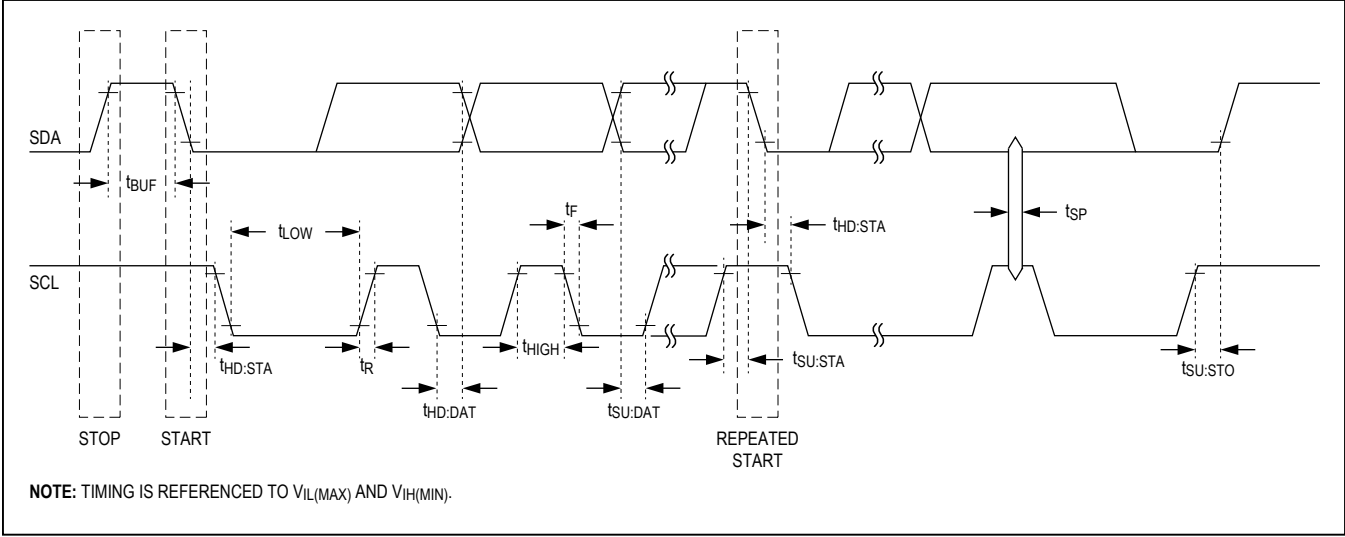 SDA
tBUF
tF
tHD:STA
tSP
tLOW
SCL
tHD:STA
tR
tHIGH
tSU:STA
tSU:STO
tHD:DAT
tSU:DAT
STOP
START
REPEATED
START
NOTE: TIMING IS REFERENCED TO VIL(MAX) AND VIH(MIN).